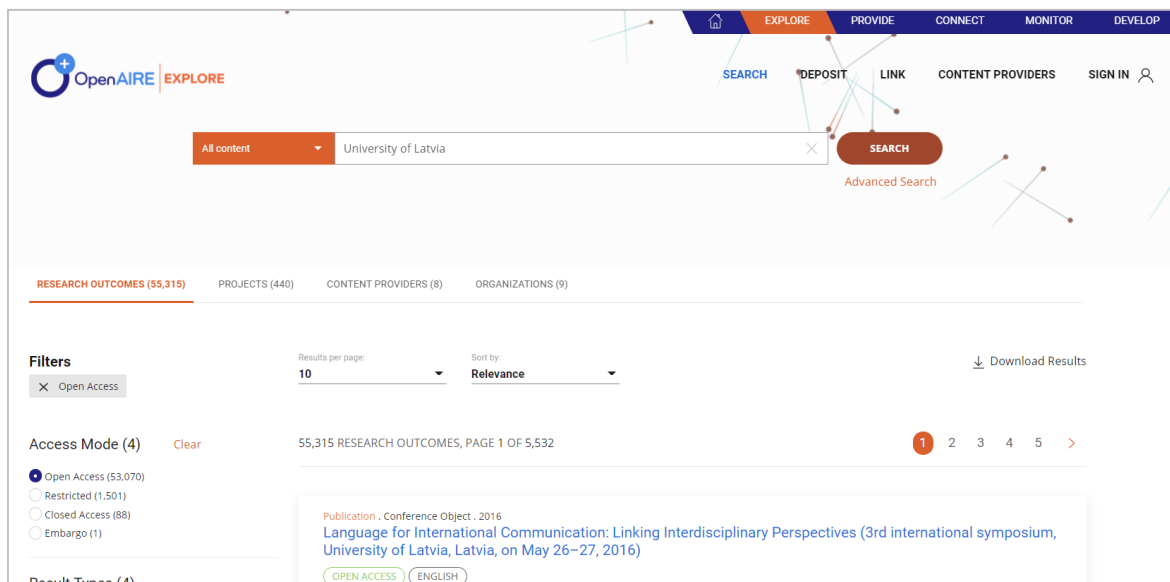 EXPLORE PROVIDE CONNECT MONITOR DEVELOP
OpenAIRE EXPLORE
SEARCH DEPOSIT LINK CONTENT PROVIDERS SIGN IN
All content University of Latvia SEARCH
Advanced Search
RESEARCH OUTCOMES (55,315) PROJECTS (440) CONTENT PROVIDERS (8) ORGANIZATIONS (9)
Filters
Results per page: Sort by:
10 Relevance Download Results
Open Access
Access Mode (4) Clear
55,315 RESEARCH OUTCOMES, PAGE 1 OF 5,532 1 2 3 4 5
Open Access (53,070)
Restricted (1,501)
Closed Access (88)
Embargo (1)
Publication . Conference Object . 2016
Language for International Communication: Linking Interdisciplinary Perspectives (3rd international symposium,
University of Latvia, Latvia, on May 26–27, 2016)
OPEN ACCESS ENGLISH
Result Types (4)